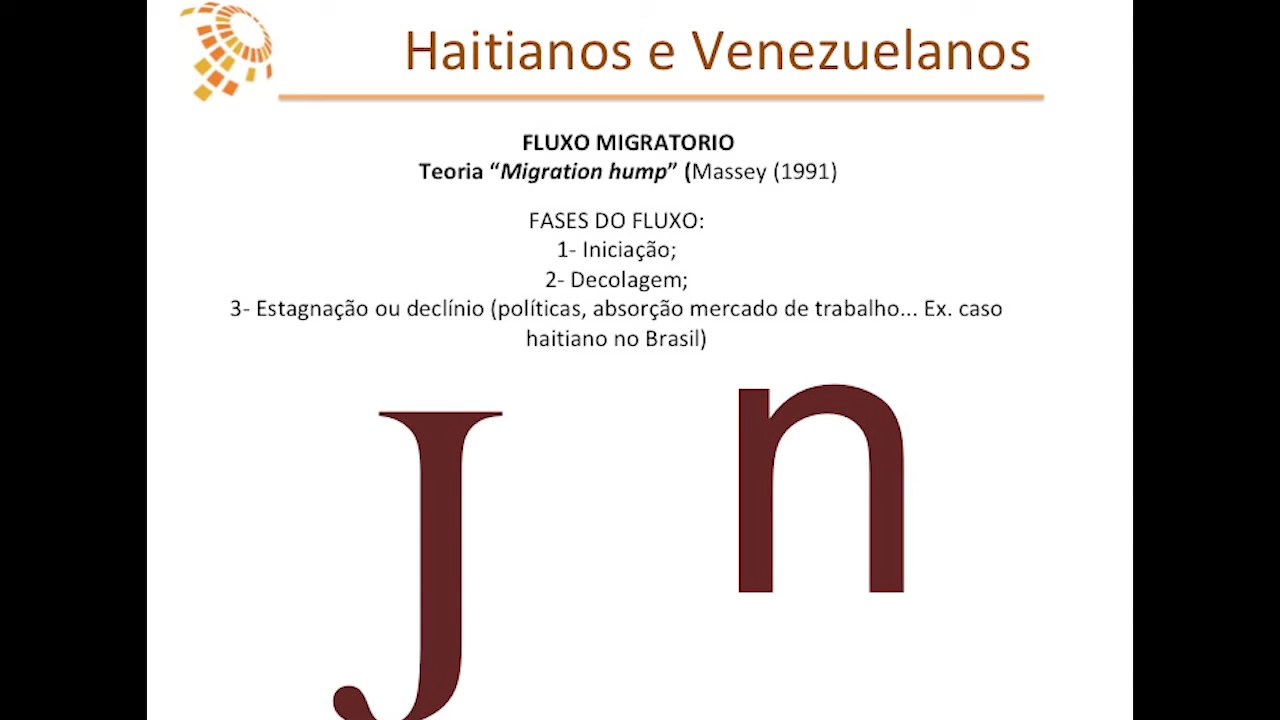 Haitianos e Venezuelanos
FLUXO MIGRATORIO
Teoria “Migration hump” (Massey (1991)
FASES DO FLUXO:
1- Iniciação;
2- Decolagem;
3- Estagnação ou declínio (políticas, absorção mercado de trabalho... Ex. caso
haitiano no Brasil)
J n